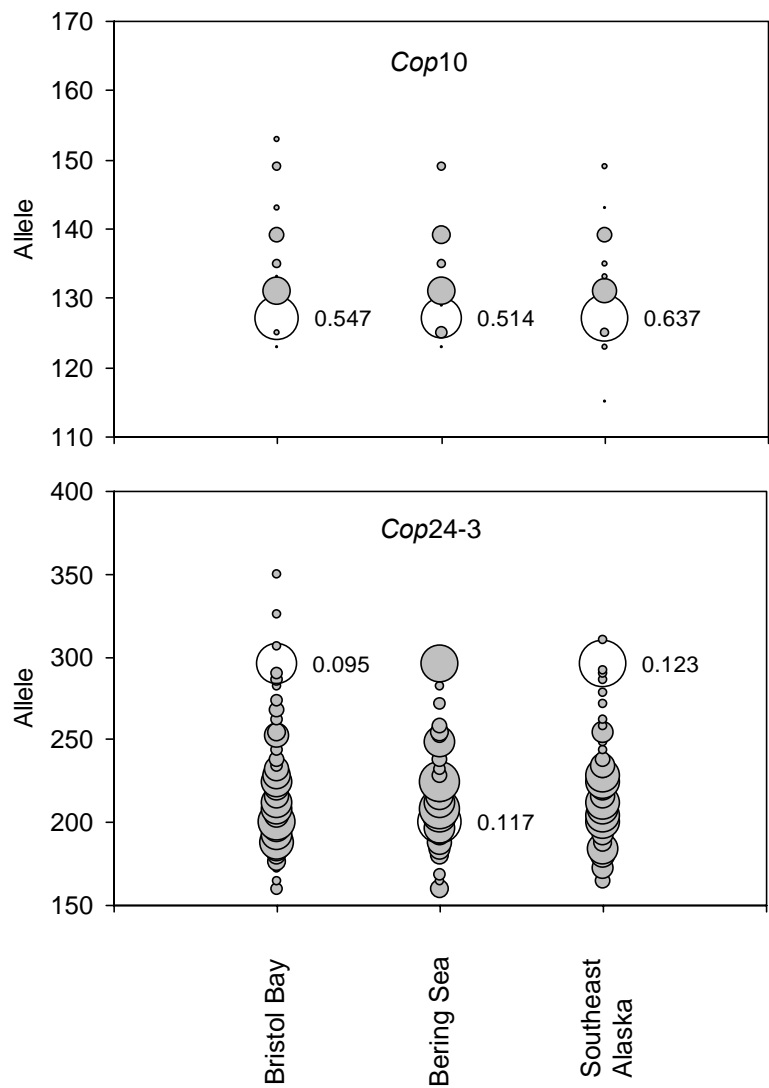 170
Cop10
160
150
140
Allele
130
0.547
0.514
0.637
120
110
400
Cop24-3
350
300
0.095
0.123
Allele
250
200
0.117
150
Bristol Bay
Bering Sea
Southeast
Alaska